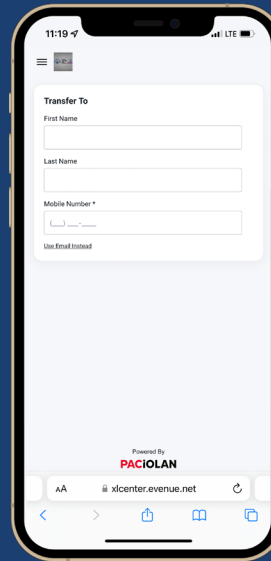 11:19
LTE
Transfer To
First Name
Last Name
Mobile Number *
(__) ___-____
Use Email Instead
Powered By
PACiOLAN
AA
xlcenter.evenue.net